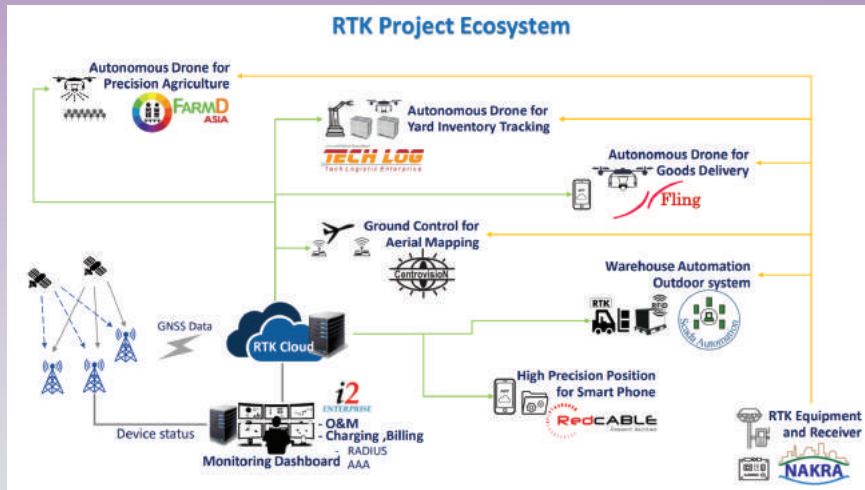 RTK Project Ecosystem
Autonomous Drone for
Precision Agriculture
FARMD
ASIA
Autonomous Drone for
Yard Inventory Tracking
TECH LOG
Tech Logistic Enterprise
Autonomous Drone for
Goods Delivery
Fling
Ground Control for
Aerial Mapping
CentrovisioN
Warehouse Automation
Outdoor system
RTK
RFID
Scada Automation
GNSS Data
RTK Cloud
High Precision Position
for Smart Phone
RedCABLE
i2
ENTERPRISE
- O&M
- Charging ,Billing
- RADIUS
AAA
Device status
Monitoring Dashboard
RTK Equipment
and Receiver
NAKRA